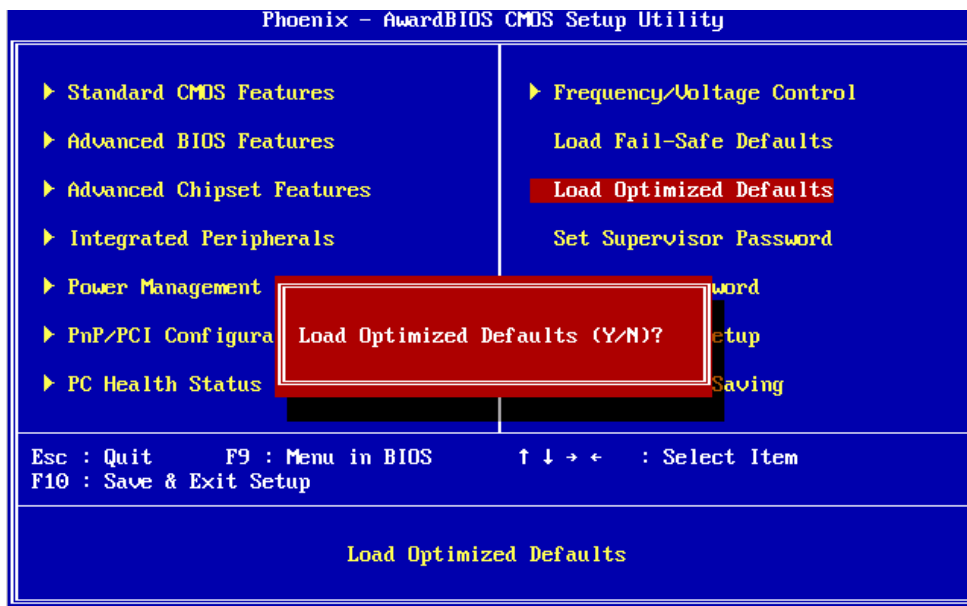 Phoenix – AwardBIOS CMOS Setup Utility
Standard CMOS Features
Advanced BIOS Features
Advanced Chipset Features
Integrated Peripherals
Power Management
PnP/PCI Configura
PC Health Status
Frequency/Voltage Control
Load Fail-Safe Defaults
Load Optimized Defaults
Set Supervisor Password
word
etup
Saving
Load Optimized Defaults (Y/N)?
Esc : Quit F9 : Menu in BIOS ↑ ↓ → ← : Select Item
F10 : Save & Exit Setup
Load Optimized Defaults